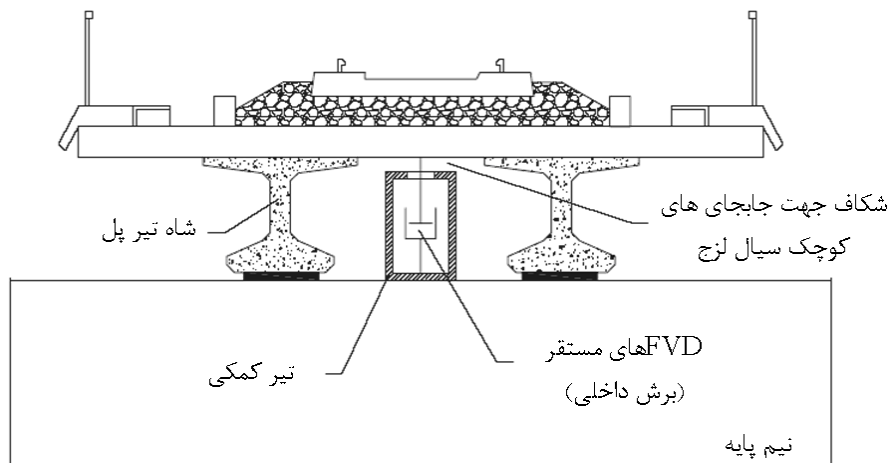 شکاف جهت جابجای های
کوچک سیال لزج
شاه تیر پل
FVDهای مستقر
(برش داخلی)
تیر کمکی
نیم پایه